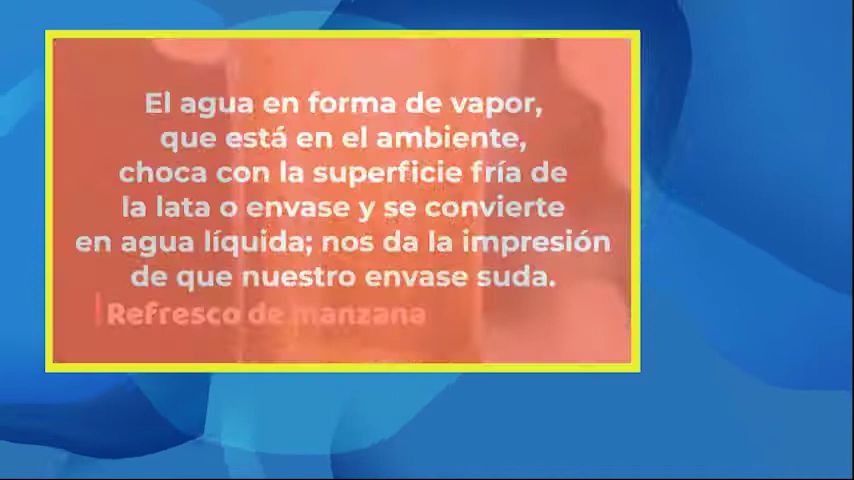 El agua en forma de vapor,
que está en el ambiente,
choca con la superficie fría de
la lata o envase y se convierte
en agua líquida; nos da la impresión
de que nuestro envase suda.
Refresco de manzana